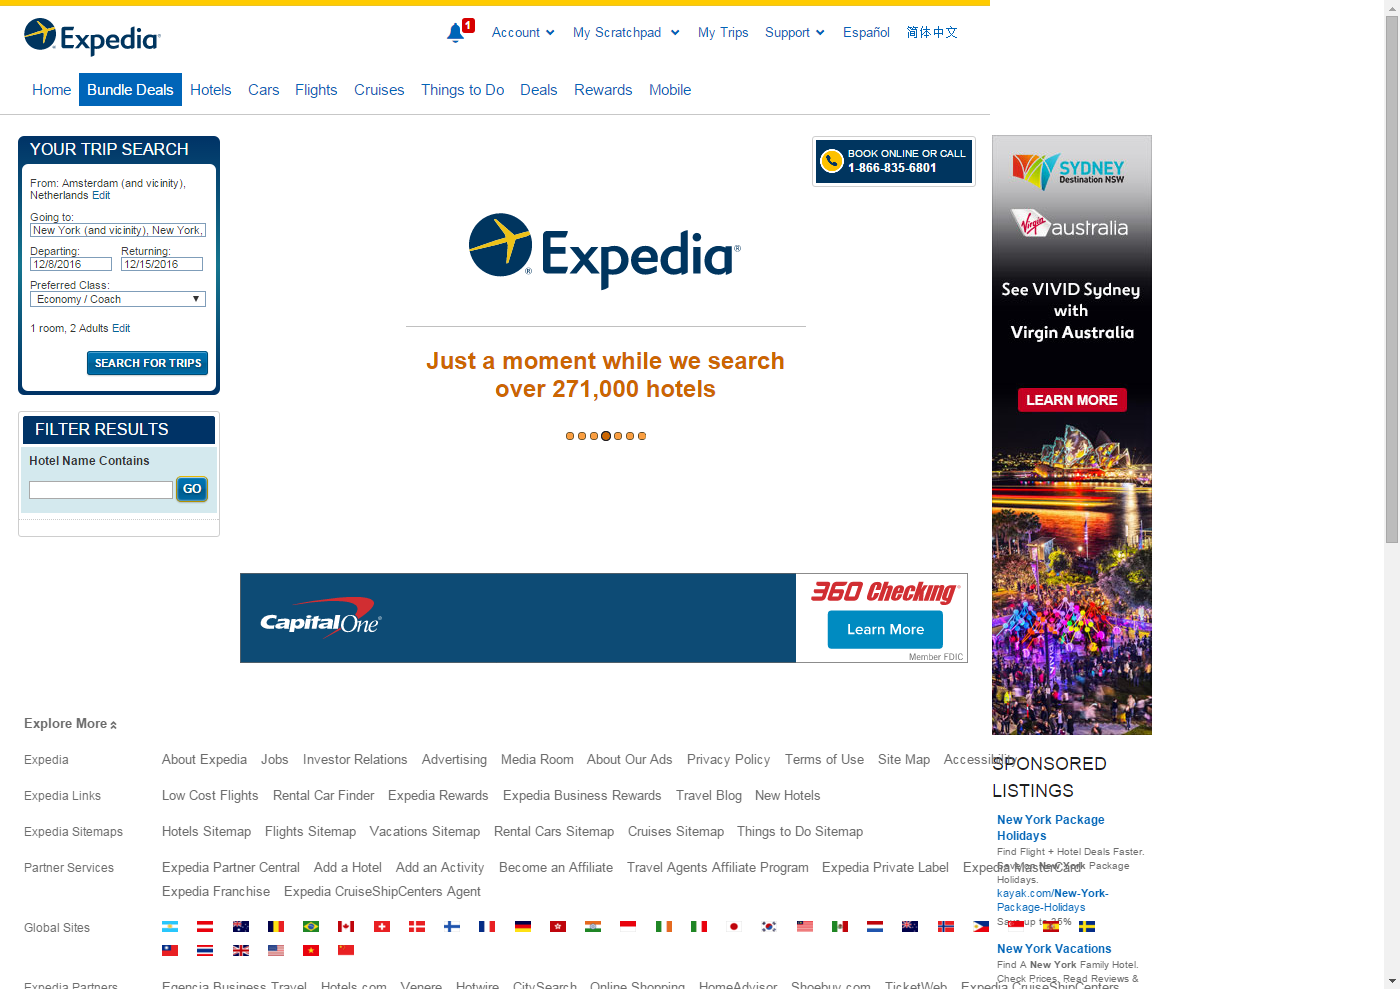 Expedia
1
Account
My Scratchpad
My Trips
Support
Español
简体中文
Home
Bundle Deals
Hotels
Cars
Flights
Cruises
Things to Do
Deals
Rewards
Mobile
YOUR TRIP SEARCH
From: Amsterdam (and vicinity),
Netherlands Edit
Going to:
New York (and vicinity), New York,
Departing: Returning:
12/8/2016 12/15/2016
Preferred Class:
Economy / Coach
1 room, 2 Adults Edit
SEARCH FOR TRIPS
FILTER RESULTS
Hotel Name Contains
GO
BOOK ONLINE OR CALL
1-866-835-6801
Expedia®
Just a moment while we search
over 271,000 hotels
Capital One®
360 Checking®
Learn More
Member FDIC
SYDNEY
Destination NSW
Virgin australia
See VIVID Sydney
with
Virgin Australia
LEARN MORE
SPONSORED
LISTINGS
New York Package
Holidays
Find Flight + Hotel Deals Faster.
Save on New York Package
Holidays.
kayak.com/New-York-
Package-Holidays
Save up to 25%
New York Vacations
Find A New York Family Hotel.
Check Prices, Read Reviews &
Explore More
Expedia About Expedia Jobs Investor Relations Advertising Media Room About Our Ads Privacy Policy Terms of Use Site Map Accessibility
Expedia Links Low Cost Flights Rental Car Finder Expedia Rewards Expedia Business Rewards Travel Blog New Hotels
Expedia Sitemaps Hotels Sitemap Flights Sitemap Vacations Sitemap Rental Cars Sitemap Cruises Sitemap Things to Do Sitemap
Partner Services Expedia Partner Central Add a Hotel Add an Activity Become an Affiliate Travel Agents Affiliate Program Expedia Private Label Expedia MasterCard
Expedia Franchise Expedia CruiseShipCenters Agent
Global Sites
Expedia Partners Egencia Business Travel Hotels.com Venere Hotwire CitySearch Online Shopping HomeAdvisor Shoebuy.com TicketWeb Expedia CruiseShipCenters